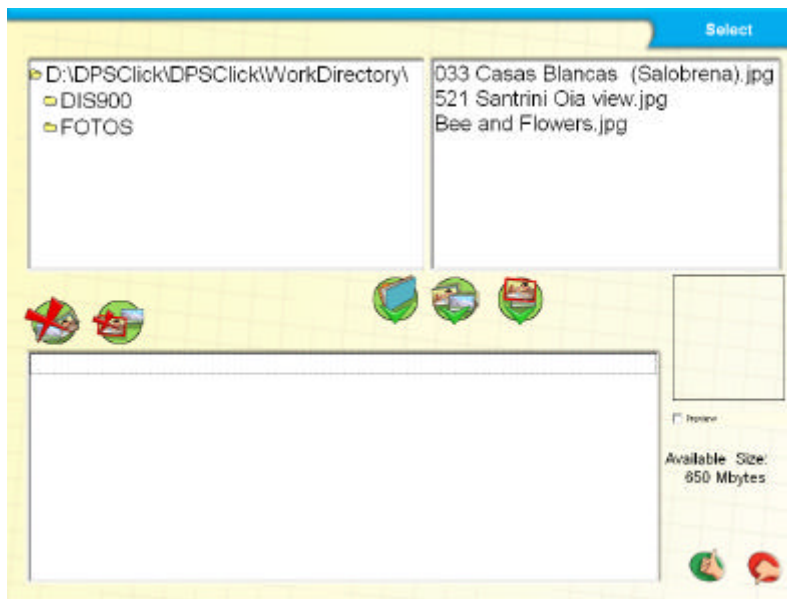 Select
D:\DPSClick\DPSClick\WorkDirectory\
DIS900
FOTOS
033 Casas Blancas (Salobrena).jpg
521 Santrini Oia view.jpg
Bee and Flowers.jpg
Preview
Available Size:
650 Mbytes